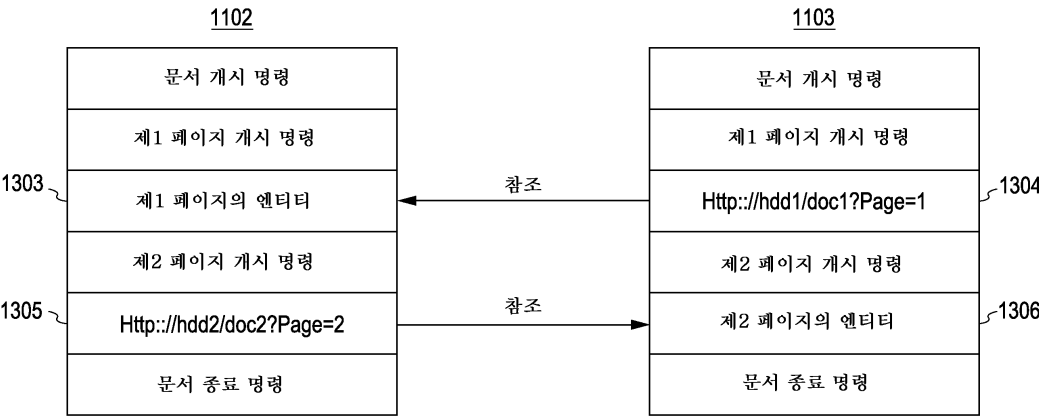 1102
1103
문서 개시 명령
문서 개시 명령
제1 페이지 개시 명령
제1 페이지 개시 명령
1303
제1 페이지의 엔티티
참조
Http:://hdd1/doc1?Page=1
1304
제2 페이지 개시 명령
제2 페이지 개시 명령
1305
Http:://hdd2/doc2?Page=2
참조
제2 페이지의 엔티티
1306
문서 종료 명령
문서 종료 명령